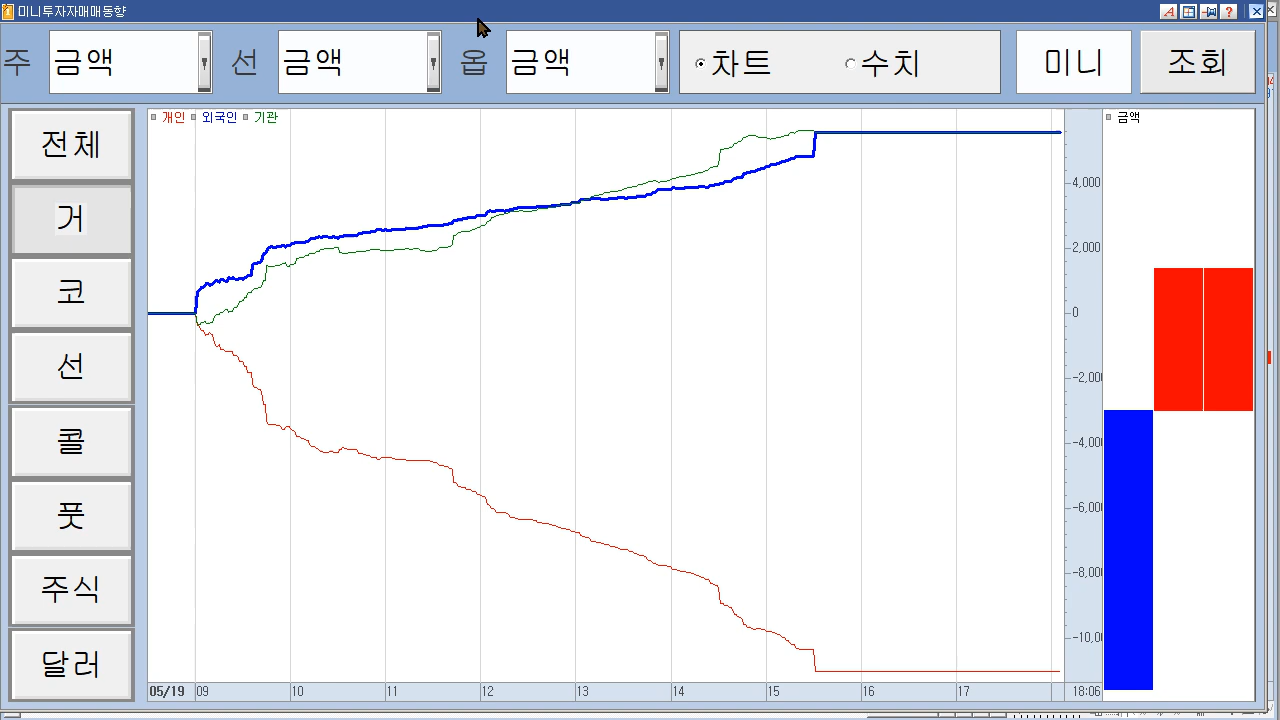 미니투자자매매동향
주 금액 선 금액 옵 금액 차트 수치 미니 조회
전체
거
코
선
콜
풋
주식
달러
개인 외국인 기관
금액
4,000
2,000
0
-2,000
-4,000
-6,000
-8,000
-10,00
05/19 09 10 11 12 13 14 15 16 17 18:06